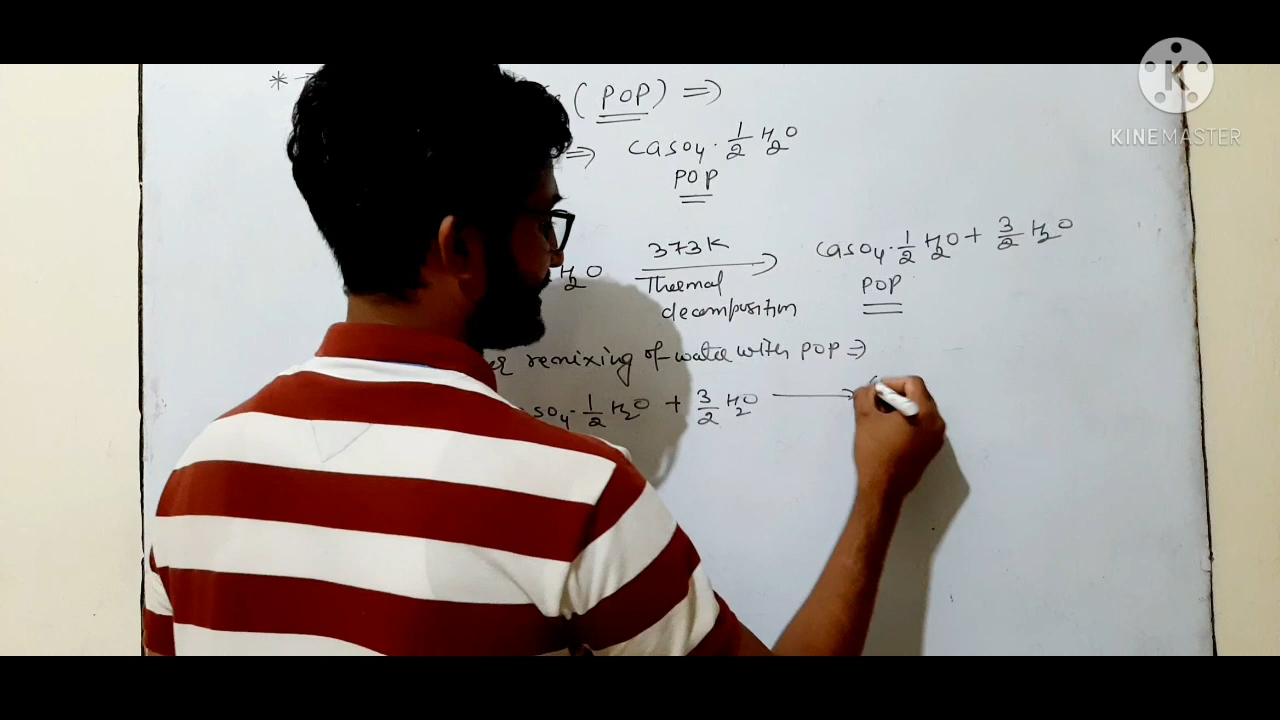 * → (POP) ⇒
⇒ CaSO₄·1/2 H₂O
POP
H₂O 373K → CaSO₄·1/2 H₂O + 3/2 H₂O
Thermal POP
decomposition
remixing of water with POP ⇒
SO₄·1/2 H₂O + 3/2 H₂O →
KINEMASTER